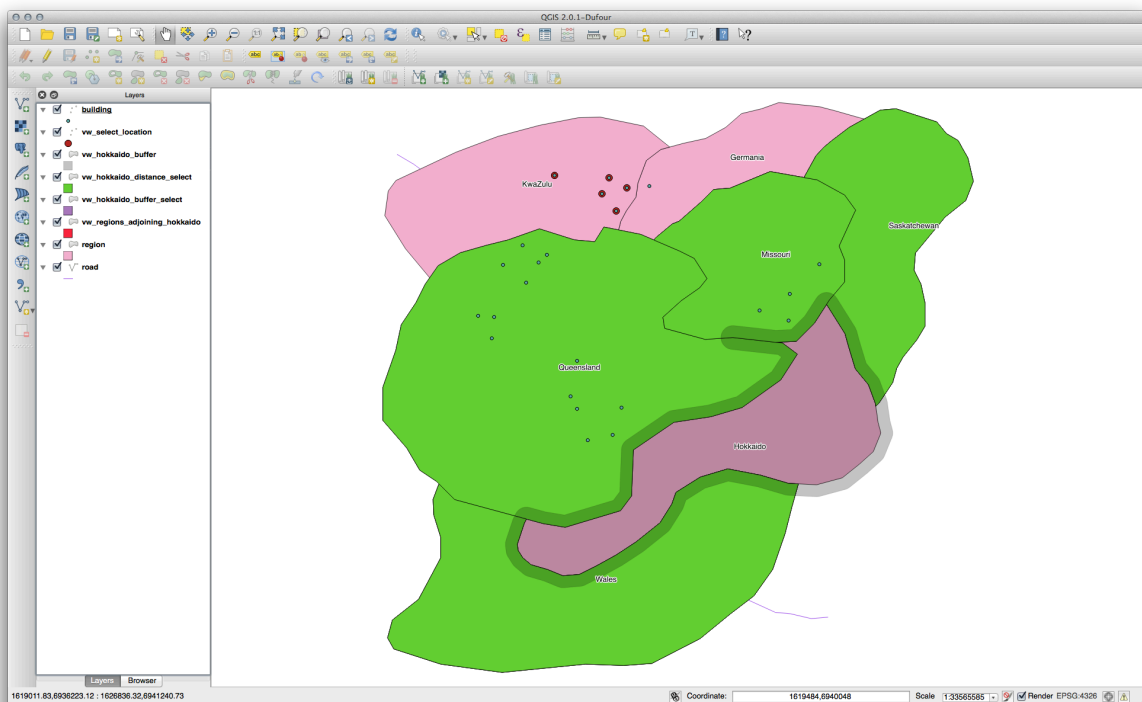 QGIS 2.0.1-Dufour
Layers
building
vw_select_location
vw_hokkaido_buffer
vw_hokkaido_distance_select
vw_hokkaido_buffer_select
vw_regions_adjoining_hokkaido
region
road
Germania
KwaZulu
Saskatchewan
Missouri
Queensland
Hokkaido
Wales
Layers
Browser
1619011.83,6936223.12 : 1626836.32,6941240.73
Coordinate:
1619484,6940048
Scale
1:33565585
Render
EPSG:4326